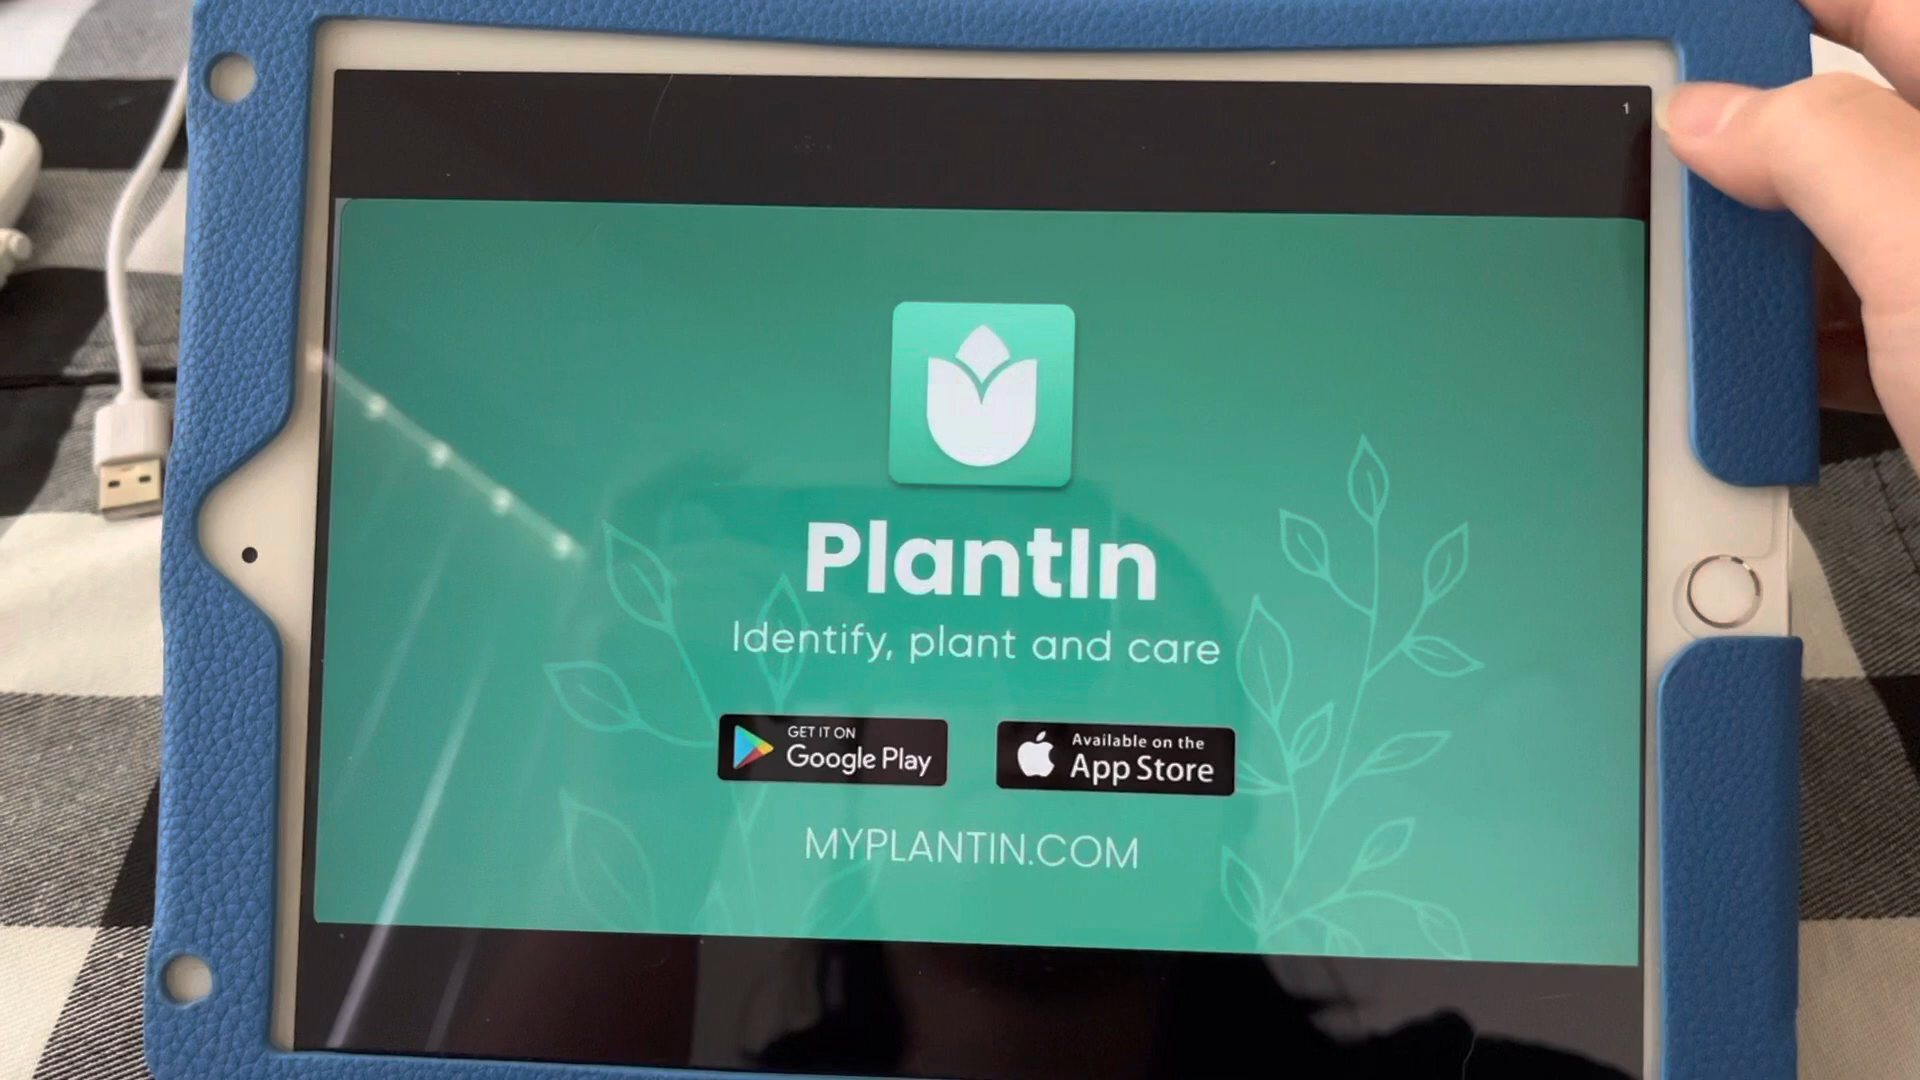 1
PlantIn
Identify, plant and care
GET IT ON
Google Play
Available on the
App Store
MYPLANTIN.COM